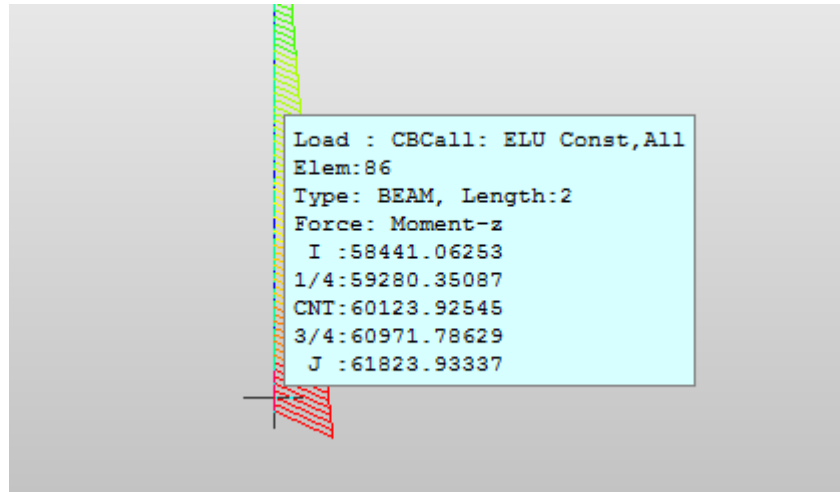 Load : CBCall: ELU Const,All
Elem:86
Type: BEAM, Length:2
Force: Moment-z
I :58441.06253
1/4:59280.35087
CNT:60123.92545
3/4:60971.78629
J :61823.93337